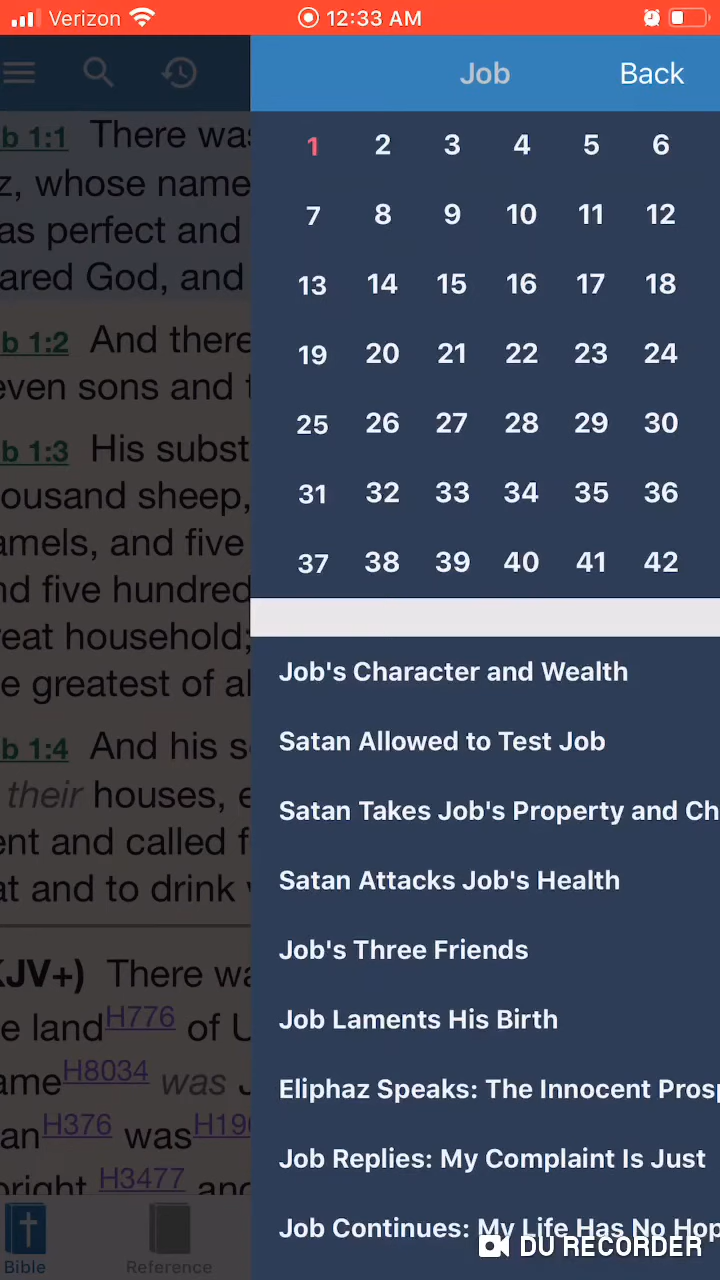 Verizon 12:33 AM
Job Back
1 2 3 4 5 6
7 8 9 10 11 12
13 14 15 16 17 18
19 20 21 22 23 24
25 26 27 28 29 30
31 32 33 34 35 36
37 38 39 40 41 42
Job's Character and Wealth
Satan Allowed to Test Job
Satan Takes Job's Property and Ch
Satan Attacks Job's Health
Job's Three Friends
Job Laments His Birth
Eliphaz Speaks: The Innocent Prosp
Job Replies: My Complaint Is Just
Job Continues: My Life Has No Hop
DU RECORDER
b 1:1 There was
z, whose name
as perfect and
ared God, and
b 1:2 And there
even sons and t
b 1:3 His subst
ousand sheep,
amels, and five
nd five hundred
reat household;
e greatest of al
b 1:4 And his s
their houses, e
ent and called f
at and to drink
KJV+) There wa
e land H776 of U
ame H8034 was J
an H376 was H19
pright H3477 and
Bible Reference